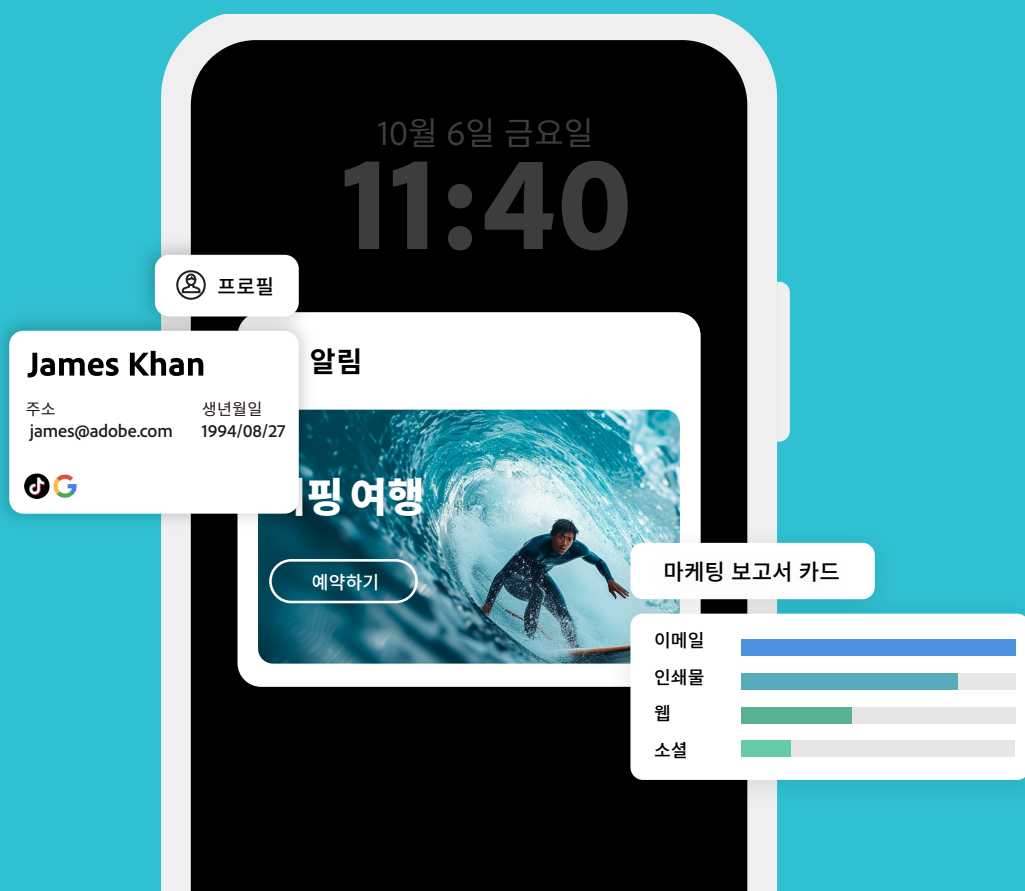 10월 6일 금요일
11:40
프로필
James Khan
주소
생년월일
james@adobe.com
1994/08/27
알림
핑 여행
예약하기
마케팅 보고서 카드
이메일
인쇄물
웹
소셜